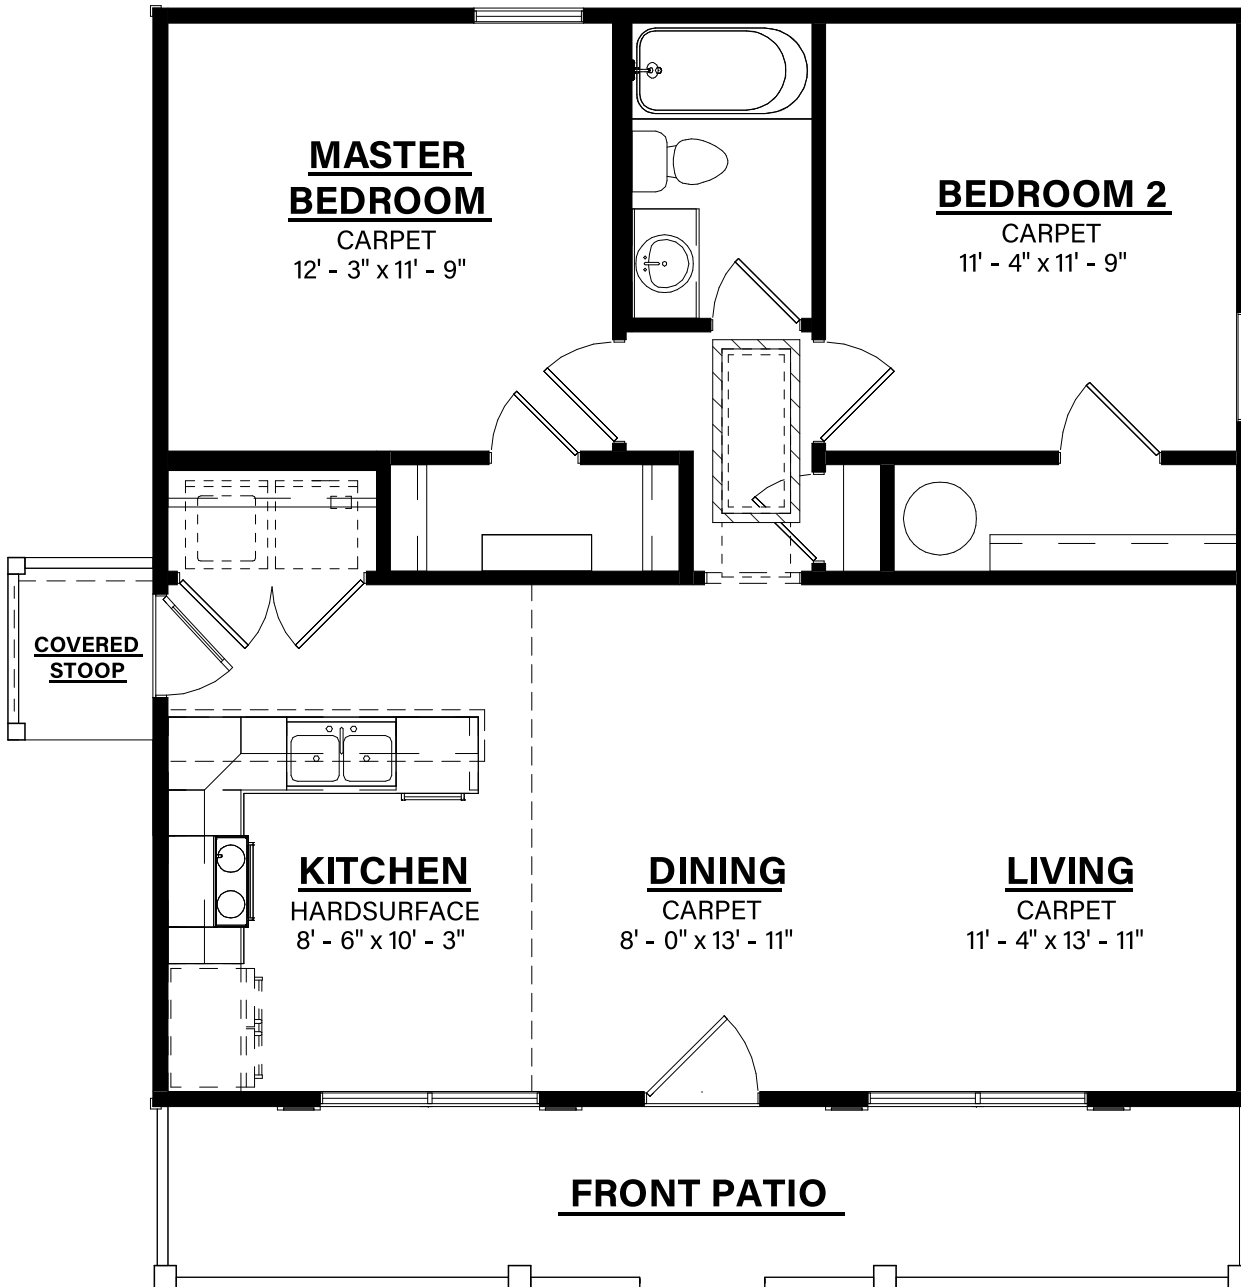 MASTER
BEDROOM
CARPET
12' - 3" x 11' - 9"
BEDROOM 2
CARPET
11' - 4" x 11' - 9"
COVERED
STOOP
KITCHEN
HARDSURFACE
8' - 6" x 10' - 3"
DINING
CARPET
8' - 0" x 13' - 11"
LIVING
CARPET
11' - 4" x 13' - 11"
FRONT PATIO